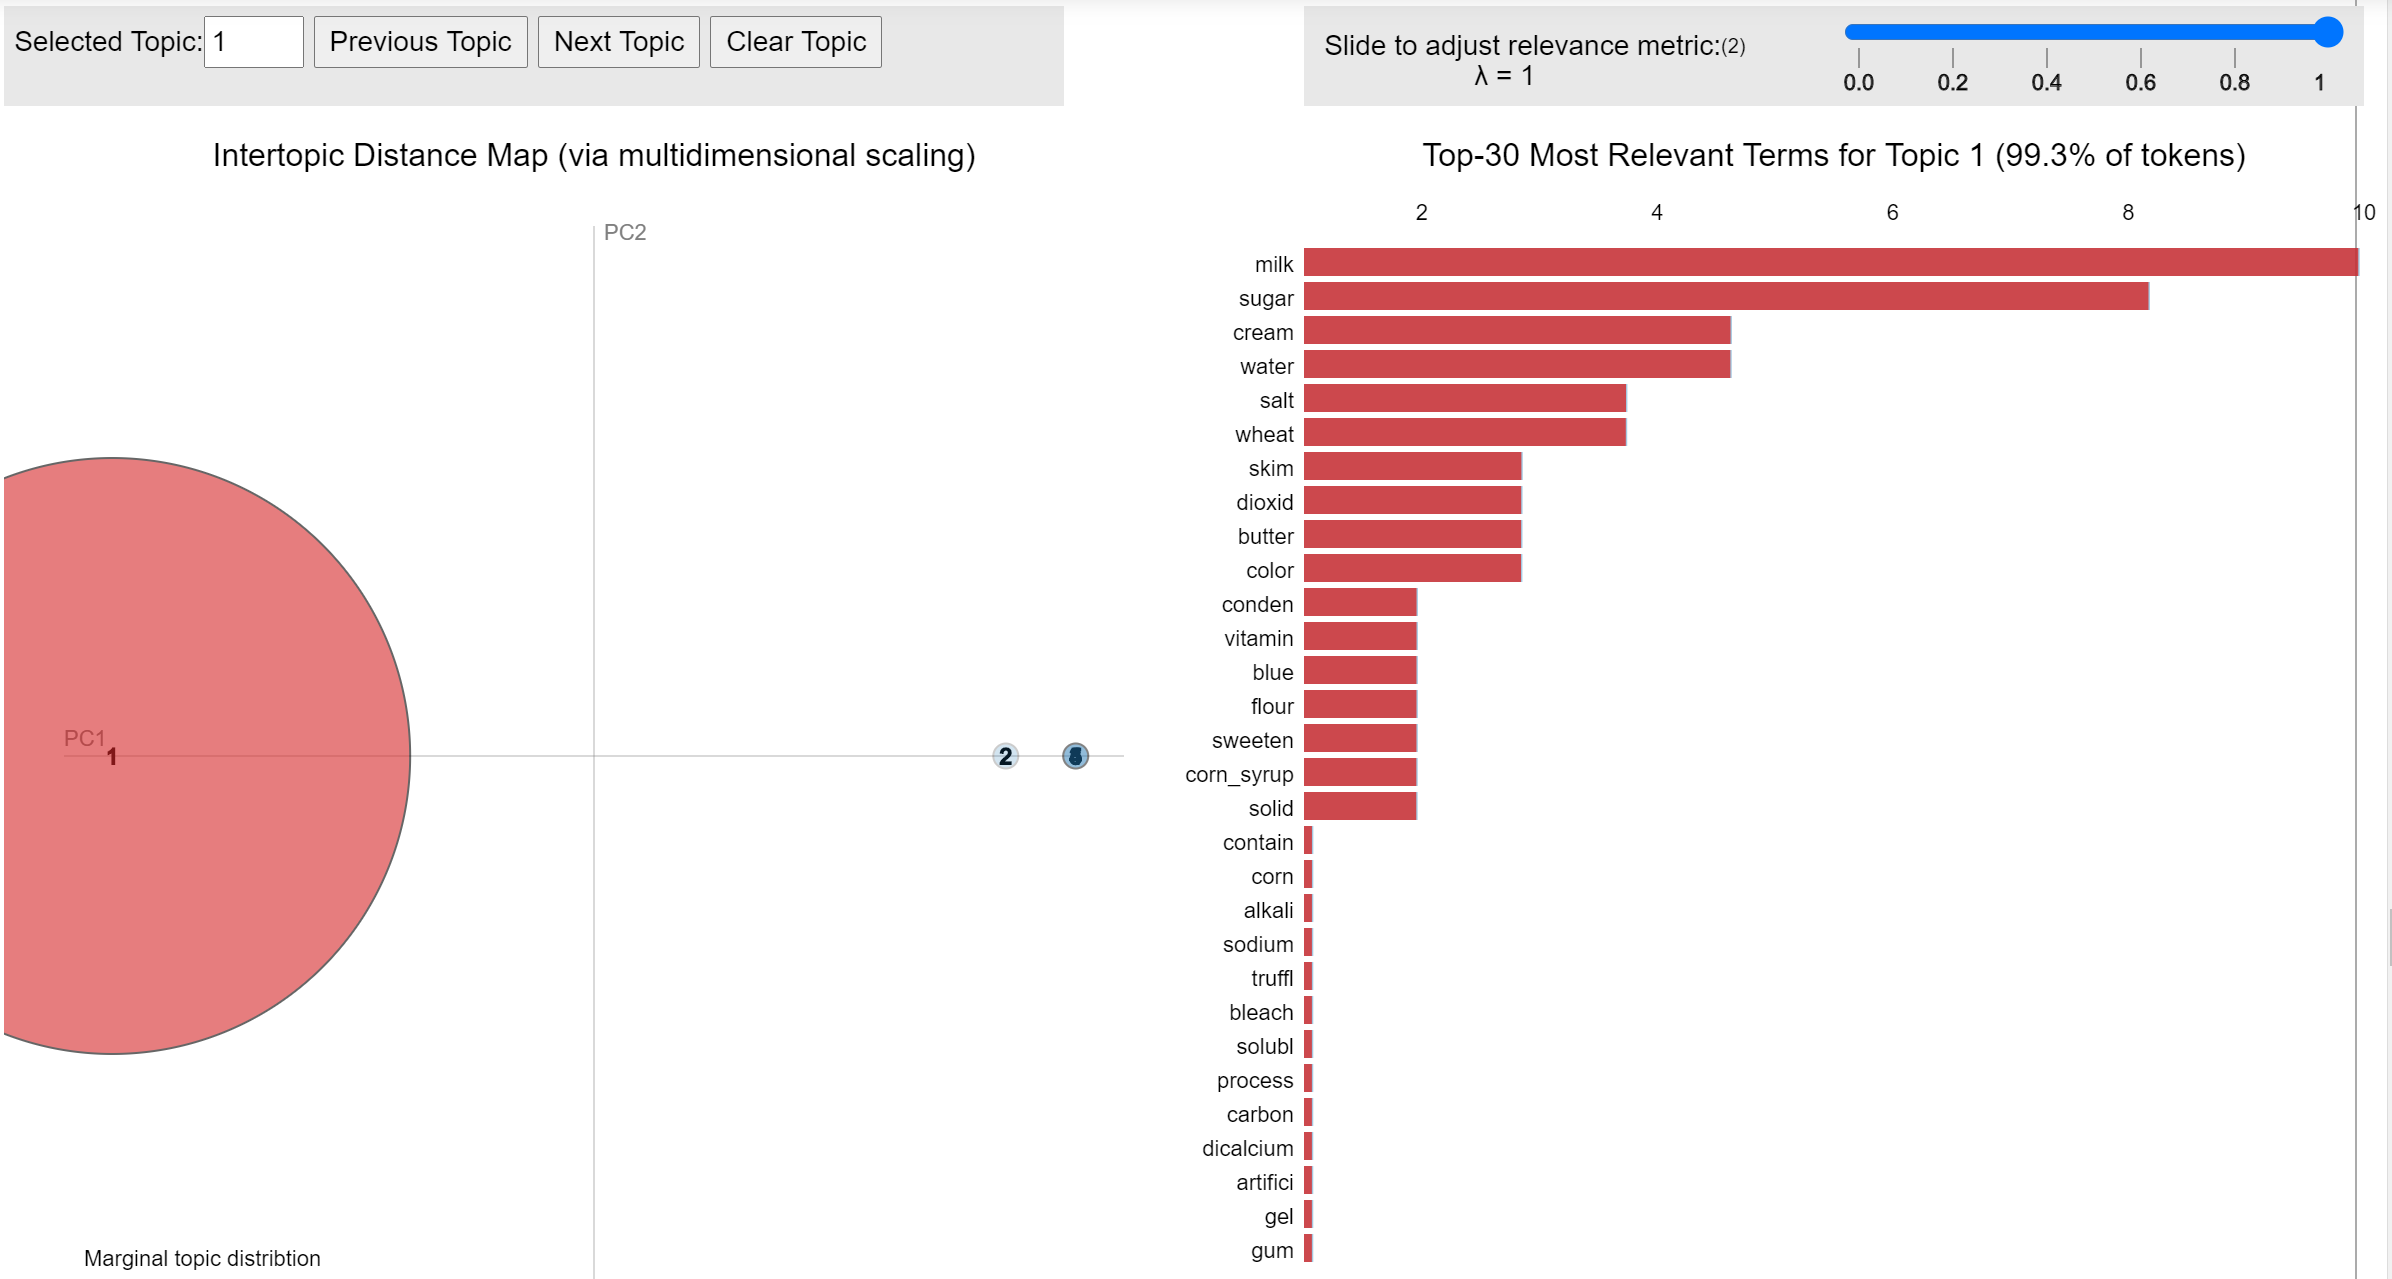 Selected Topic: 1 Previous Topic Next Topic Clear Topic
Slide to adjust relevance metric:(2)
λ = 1
0.0 0.2 0.4 0.6 0.8 1
Intertopic Distance Map (via multidimensional scaling)
PC2
PC1
1
2
Marginal topic distribtion
Top-30 Most Relevant Terms for Topic 1 (99.3% of tokens)
2 4 6 8 10
milk
sugar
cream
water
salt
wheat
skim
dioxid
butter
color
conden
vitamin
blue
flour
sweeten
corn_syrup
solid
contain
corn
alkali
sodium
truffl
bleach
solubl
process
carbon
dicalcium
artifici
gel
gum